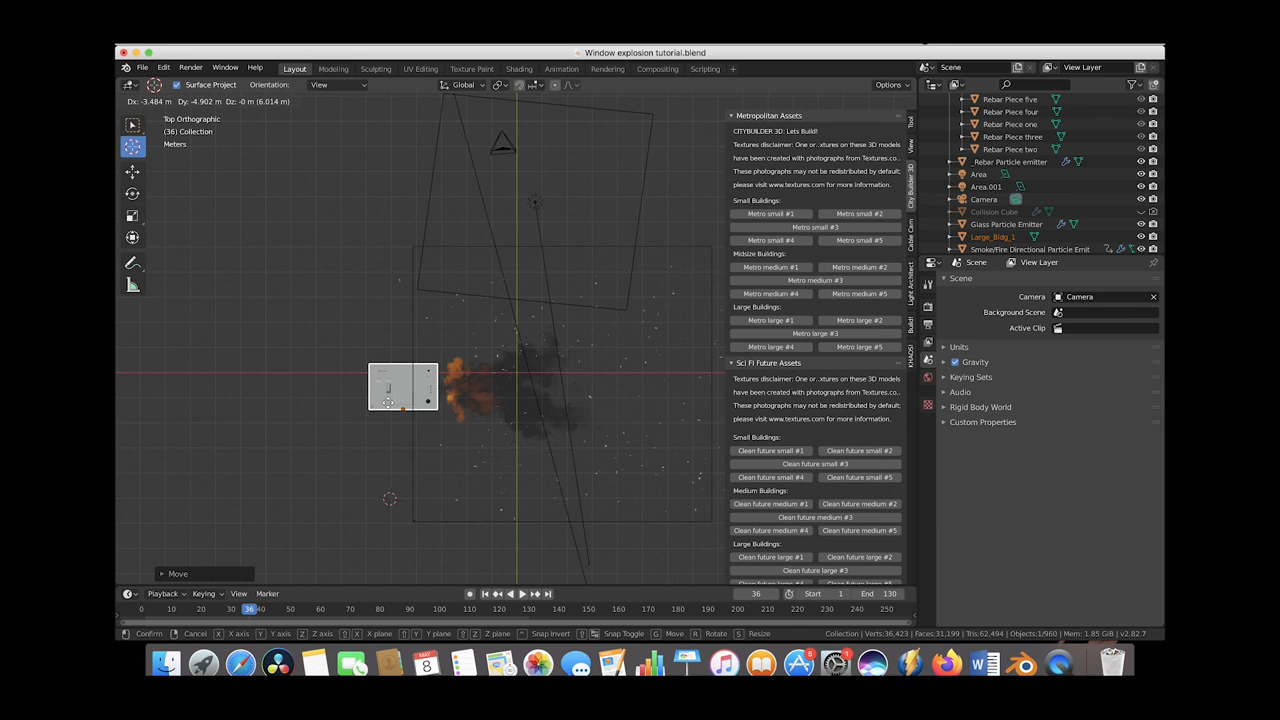 Window explosion tutorial.blend
File Edit Render Window Help Layout Modeling Sculpting UV Editing Texture Paint Shading Animation Rendering Compositing Scripting + Scene View Layer
Surface Project Orientation: View Global Options
Dx: -3.484 m Dy: -4.902 m Dz: -0 m (6.014 m)
Top Orthographic
(36) Collection
Meters
Metropolitan Assets
CITYBUILDER 3D: Lets Build!
Textures disclaimer: One or..xtures on these 3D models
have been created with photographs from Textures.co..
These photographs may not be redistributed by default;
please visit www.textures.com for more information.
Small Buildings:
Metro small #1 Metro small #2
Metro small #3
Metro small #4 Metro small #5
Midsize Buildings:
Metro medium #1 Metro medium #2
Metro medium #3
Metro medium #4 Metro medium #5
Large Buildings:
Metro large #1 Metro large #2
Metro large #3
Metro large #4 Metro large #5
Sci FI Future Assets
Textures disclaimer: One or..xtures on these 3D models
have been created with photographs from Textures.co..
These photographs may not be redistributed by default;
please visit www.textures.com for more information.
Small Buildings:
Clean future small #1 Clean future small #2
Clean future small #3
Clean future small #4 Clean future small #5
Medium Buildings:
Clean future medium #1 Clean future medium #2
Clean future medium #3
Clean future medium #4 Clean future medium #5
Large Buildings:
Clean future large #1 Clean future large #2
Clean future large #3
Tool
View
City Builder 3D
Cable Cam
Light Architect
Build!
KHAOS!
Rebar Piece five
Rebar Piece four
Rebar Piece one
Rebar Piece three
Rebar Piece two
_Rebar Particle emitter
Area
Area.001
Camera
Collision Cube
Glass Particle Emitter
Large_Bldg_1
Smoke/Fire Directional Particle Emit
Scene View Layer
Scene
Camera Camera
Background Scene
Active Clip
Units
Gravity
Keying Sets
Audio
Rigid Body World
Custom Properties
Move
Playback Keying View Marker 36 Start 1 End 130
0 10 20 36 40 50 60 70 80 90 100 110 120 130 140 150 160 170 180 190 200 210 220 230 240 250
Confirm Cancel X X axis Y Y axis Z Z axis X X plane Y Y plane Z Z plane Snap Invert Snap Toggle G Move R Rotate S Resize Collection | Verts:36,423 | Faces:31,199 | Tris:62,494 | Objects:1/960 | Mem: 1.85 GiB | v2.82.7
MAY
8
5
1